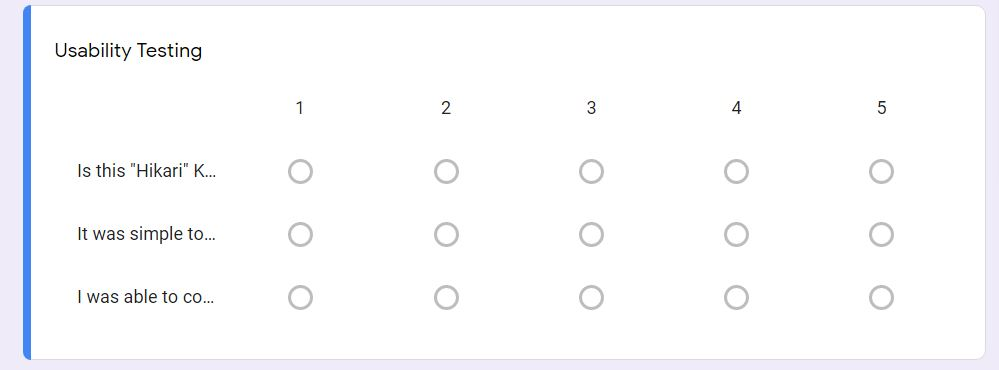 Usability Testing
1 2 3 4 5
Is this "Hikari" K...
It was simple to...
I was able to co...